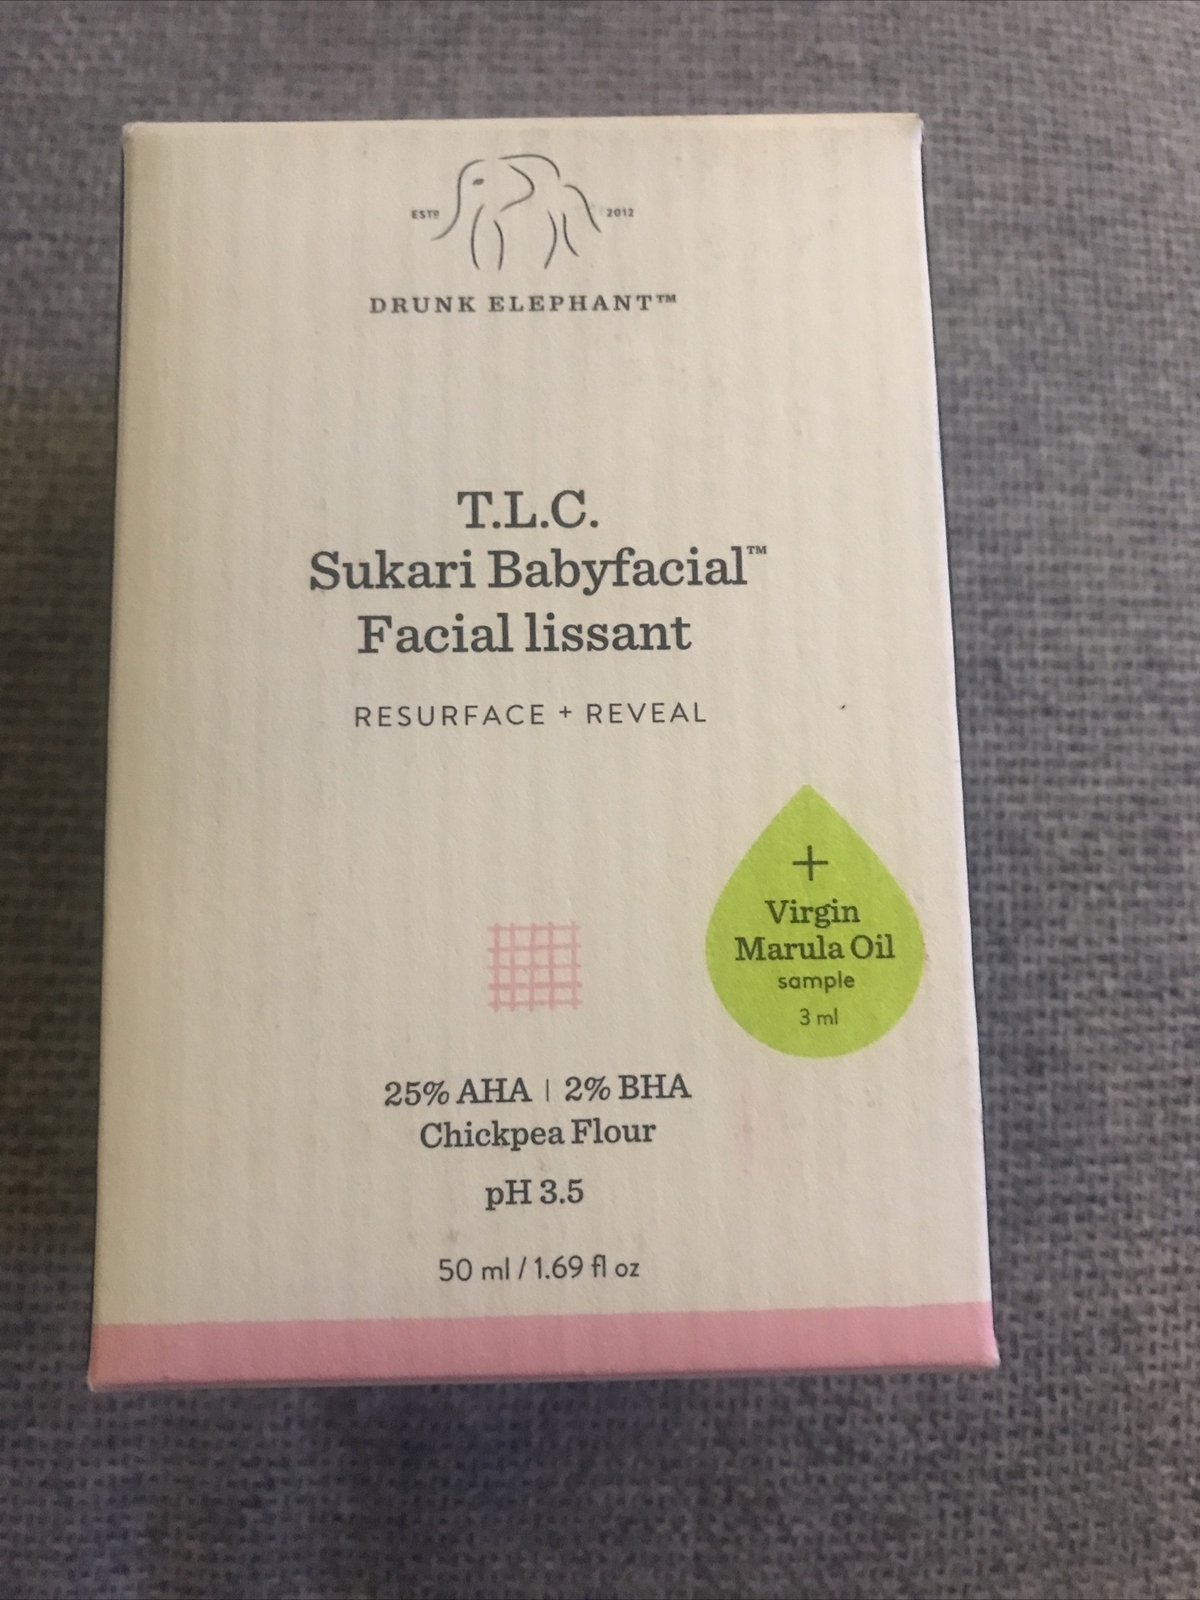 ESTD 2012
DRUNK ELEPHANT™
T.L.C.
Sukari Babyfacial™
Facial lissant
RESURFACE + REVEAL
+
Virgin
Marula Oil
sample
3 ml
25% AHA | 2% BHA
Chickpea Flour
pH 3.5
50 ml / 1.69 fl oz